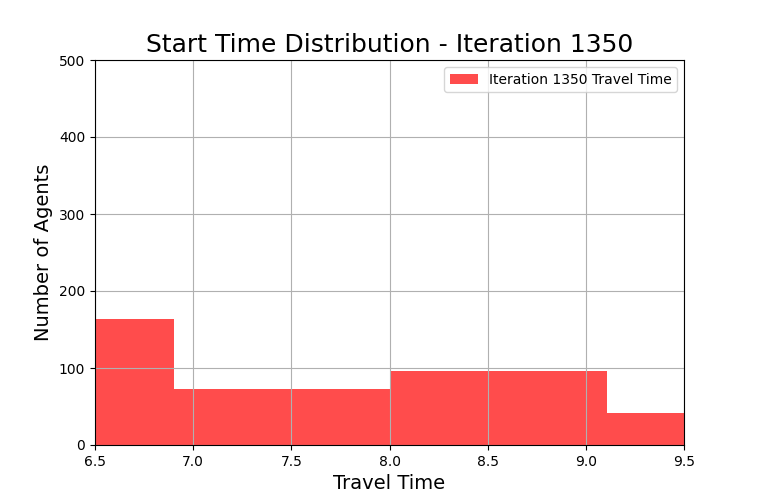 Start Time Distribution - Iteration 1350
Iteration 1350 Travel Time
Number of Agents
500
400
300
200
100
0
6.5 7.0 7.5 8.0 8.5 9.0 9.5
Travel Time